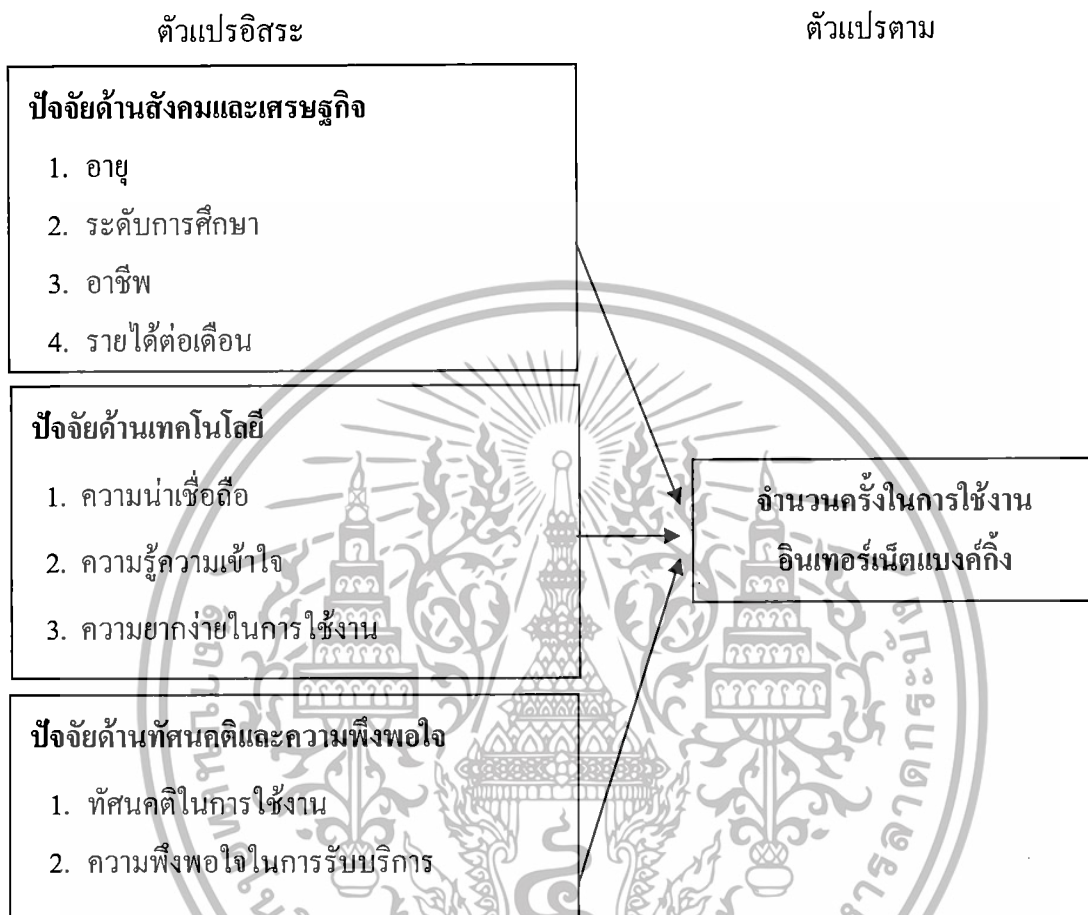 ตัวแปรอิสระ
ตัวแปรตาม
ปัจจัยด้านสังคมและเศรษฐกิจ
1. อายุ
2. ระดับการศึกษา
3. อาชีพ
4. รายได้ต่อเดือน
ปัจจัยด้านเทคโนโลยี
1. ความน่าเชื่อถือ
2. ความรู้ความเข้าใจ
3. ความยากง่ายในการใช้งาน
ปัจจัยด้านทัศนคติและความพึงพอใจ
1. ทัศนคติในการใช้งาน
2. ความพึงพอใจในการรับบริการ
จำนวนครั้งในการใช้งาน
อินเทอร์เน็ตแบงค์กิ้ง